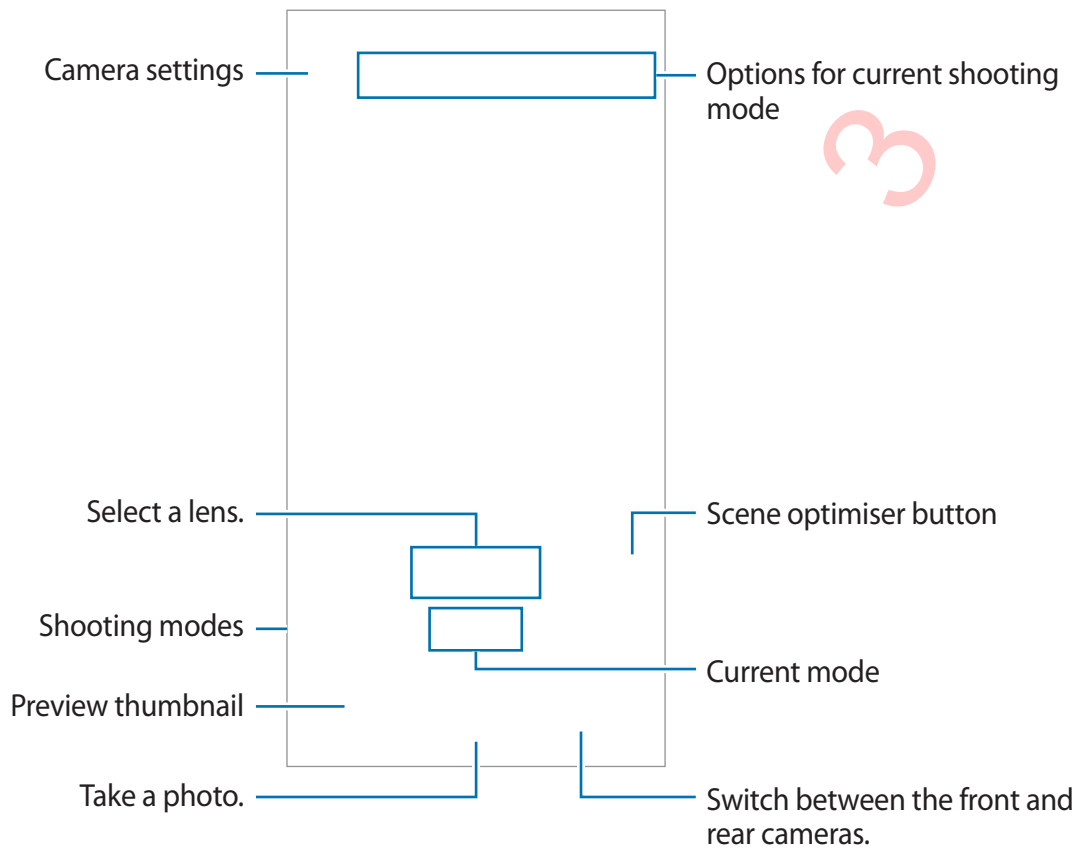 Camera settings
Options for current shooting
mode
3
Select a lens.
Scene optimiser button
Shooting modes
Current mode
Preview thumbnail
Take a photo.
Switch between the front and
rear cameras.